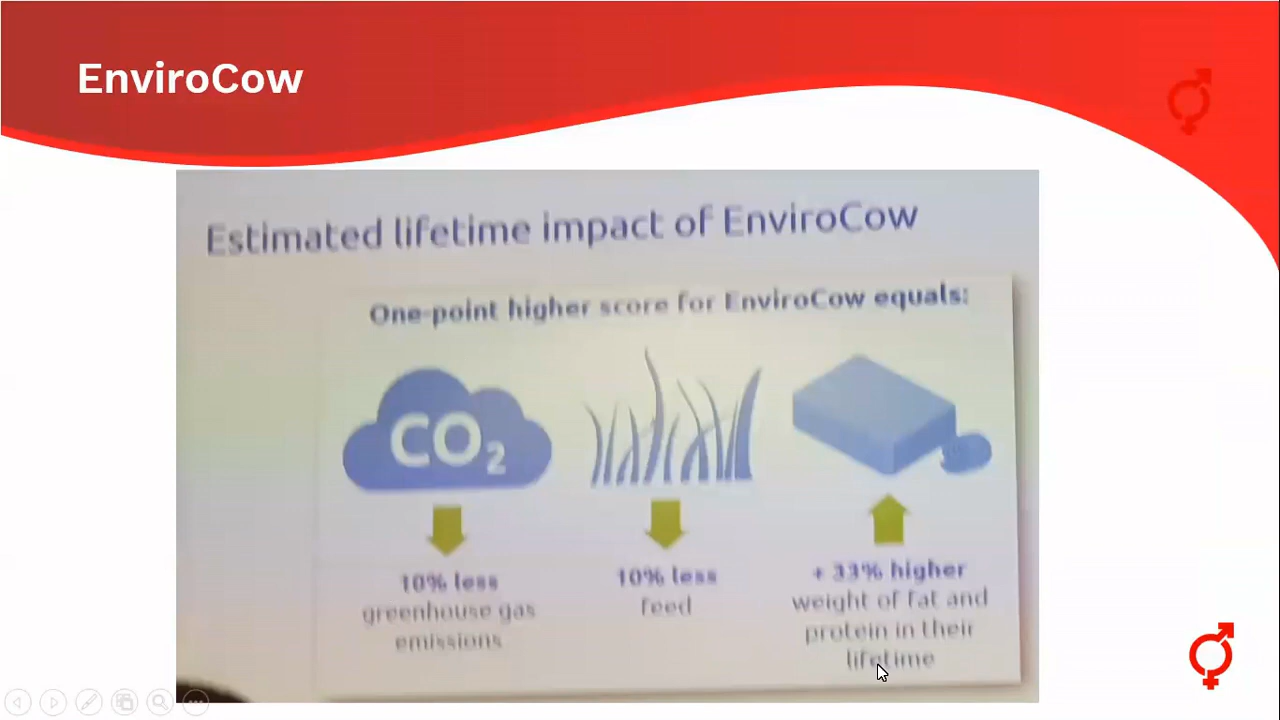 EnviroCow
Estimated lifetime impact of EnviroCow
One-point higher score for EnviroCow equals:
CO₂
10% less
greenhouse gas
emissions
10% less
feed
+ 33% higher
weight of fat and
protein in their
lifetime